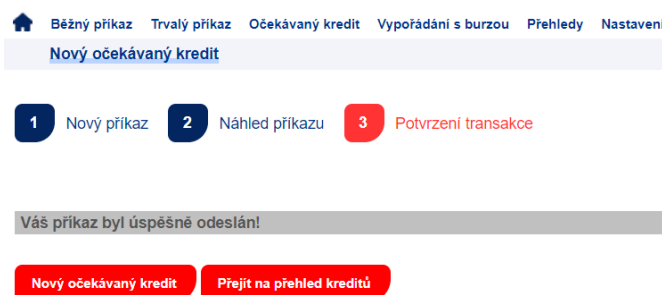 Běžný příkaz Trvalý příkaz Očekávaný kredit Vypořádání s burzou Přehledy Nastavení
Nový očekávaný kredit
1 Nový příkaz 2 Náhled příkazu 3 Potvrzení transakce
Váš příkaz byl úspěšně odeslán!
Nový očekávaný kredit Přejít na přehled kreditů